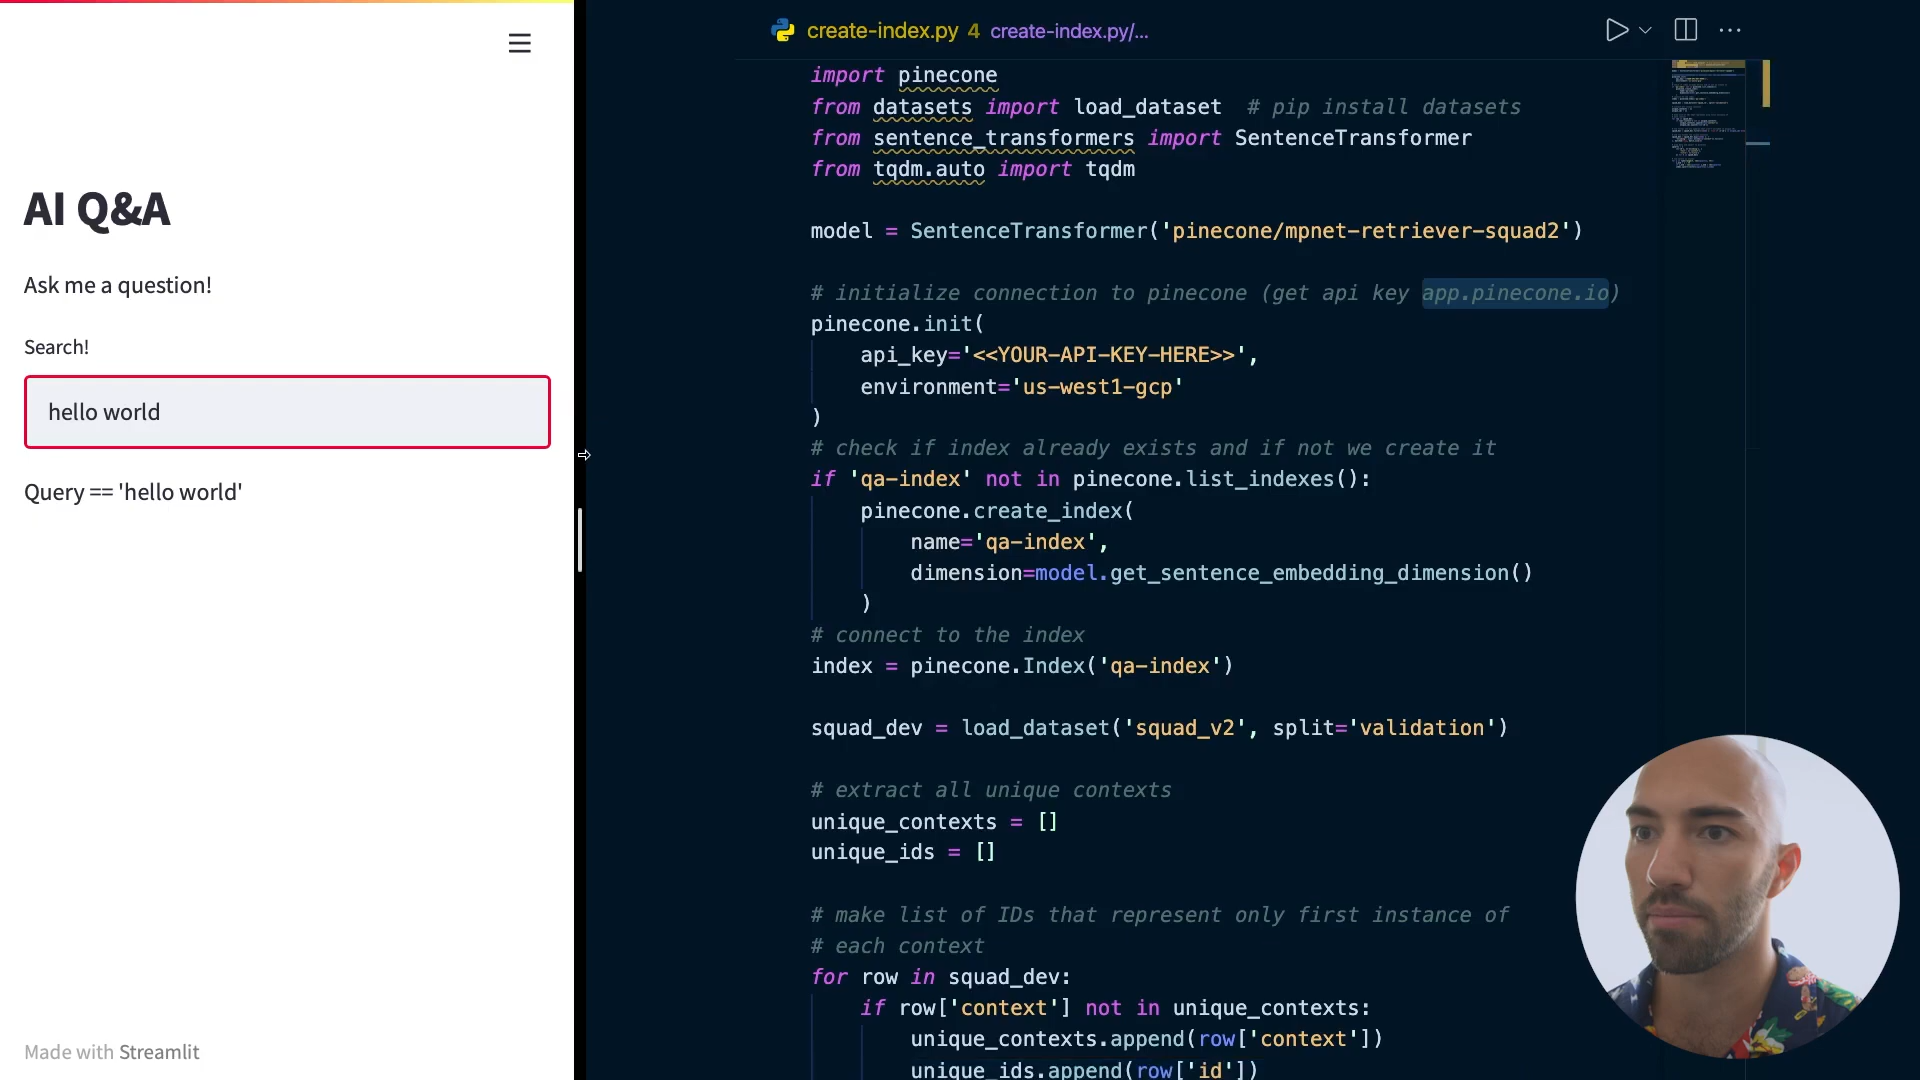 AI Q&A
Ask me a question!
Search!
hello world
Query == 'hello world'
Made with Streamlit
create-index.py 4 create-index.py/...
import pinecone
from datasets import load_dataset  # pip install datasets
from sentence_transformers import SentenceTransformer
from tqdm.auto import tqdm
model = SentenceTransformer('pinecone/mpnet-retriever-squad2')
# initialize connection to pinecone (get api key app.pinecone.io)
pinecone.init(
    api_key='<<YOUR-API-KEY-HERE>>',
    environment='us-west1-gcp'
)
# check if index already exists and if not we create it
if 'qa-index' not in pinecone.list_indexes():
    pinecone.create_index(
        name='qa-index',
        dimension=model.get_sentence_embedding_dimension()
    )
# connect to the index
index = pinecone.Index('qa-index')
squad_dev = load_dataset('squad_v2', split='validation')
# extract all unique contexts
unique_contexts = []
unique_ids = []
# make list of IDs that represent only first instance of
# each context
for row in squad_dev:
    if row['context'] not in unique_contexts:
        unique_contexts.append(row['context'])
        unique_ids.append(row['id'])